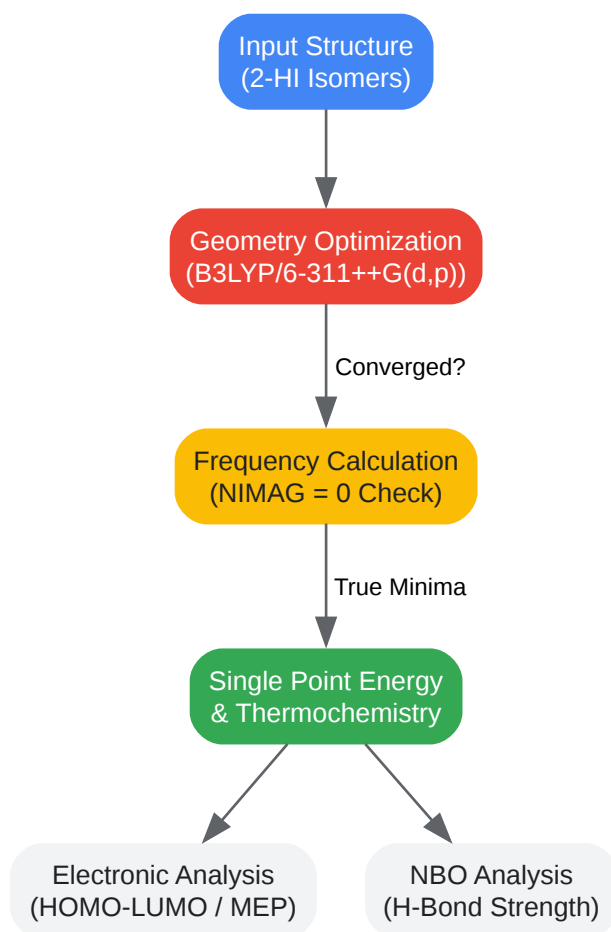 Input Structure
(2-HI Isomers)
Geometry Optimization
(B3LYP/6-311++G(d,p))
Converged?
Frequency Calculation
(NIMAG = 0 Check)
True Minima
Single Point Energy
& Thermochemistry
Electronic Analysis
(HOMO-LUMO / MEP)
NBO Analysis
(H-Bond Strength)